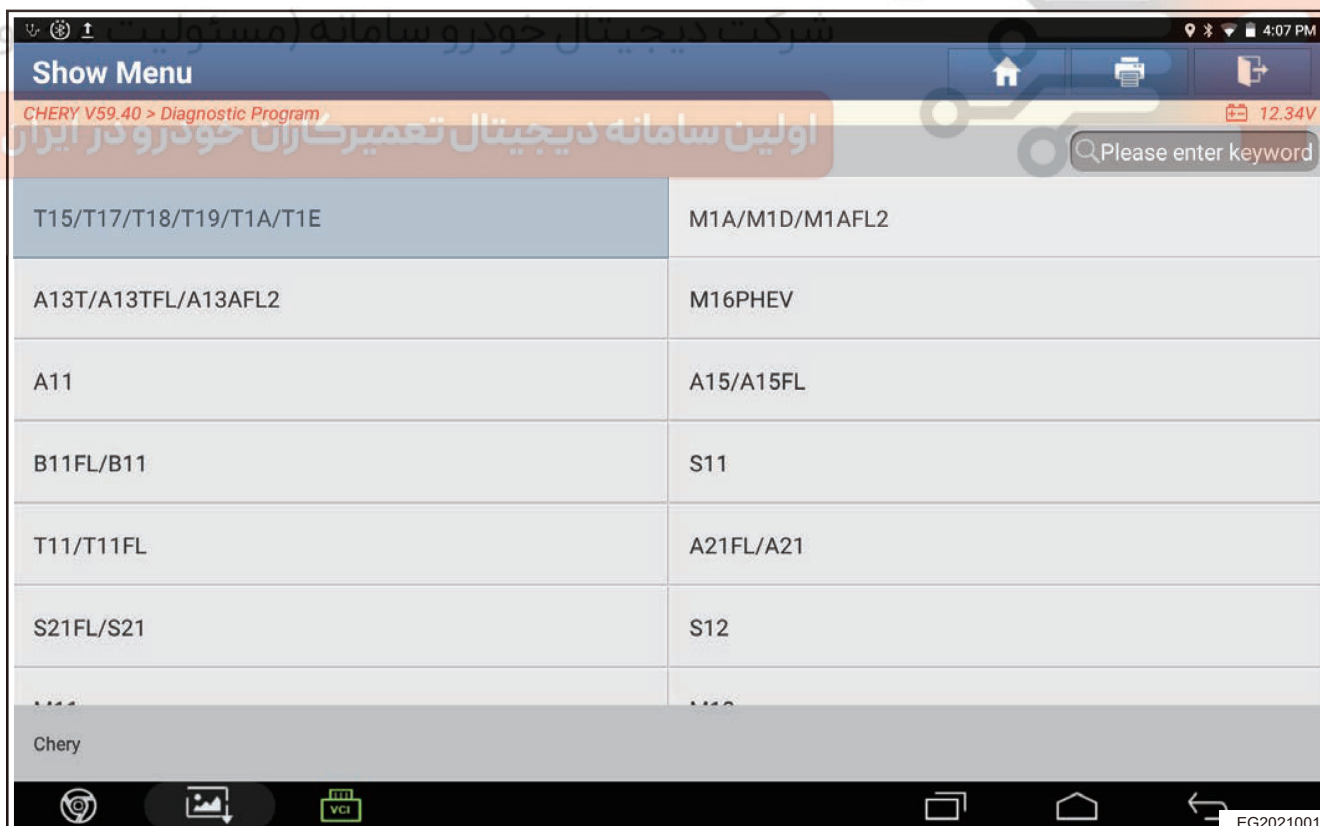 شرکت دیجیتال خودرو سامانه (مسئولیت
4:07 PM
Show Menu
CHERY V59.40 > Diagnostic Program
12.34V
اولین سامانه دیجیتال تعمیرکاران خودرو در ایران
Please enter keyword
T15/T17/T18/T19/T1A/T1E
M1A/M1D/M1AFL2
A13T/A13TFL/A13AFL2
M16PHEV
A11
A15/A15FL
B11FL/B11
S11
T11/T11FL
A21FL/A21
S21FL/S21
S12
Chery
VCI
EG2021001